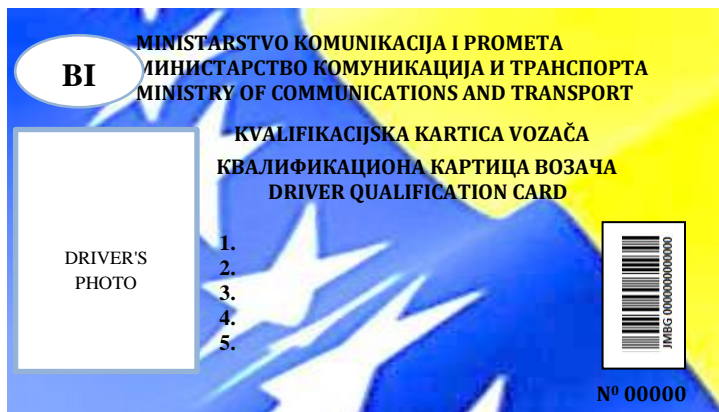 BI
MINISTARSTVO KOMUNIKACIJA I PROMETA
МИНИСТАРСТВО КОМУНИКАЦИЈА И ТРАНСПОРТА
MINISTRY OF COMMUNICATIONS AND TRANSPORT
KVALIFIKACIJSKA KARTICA VOZAČA
КВАЛИФИКАЦИОНА КАРТИЦА ВОЗАЧА
DRIVER QUALIFICATION CARD
DRIVER'S
PHOTO
1.
2.
3.
4.
5.
JMBG 0000000000000
Nº 00000